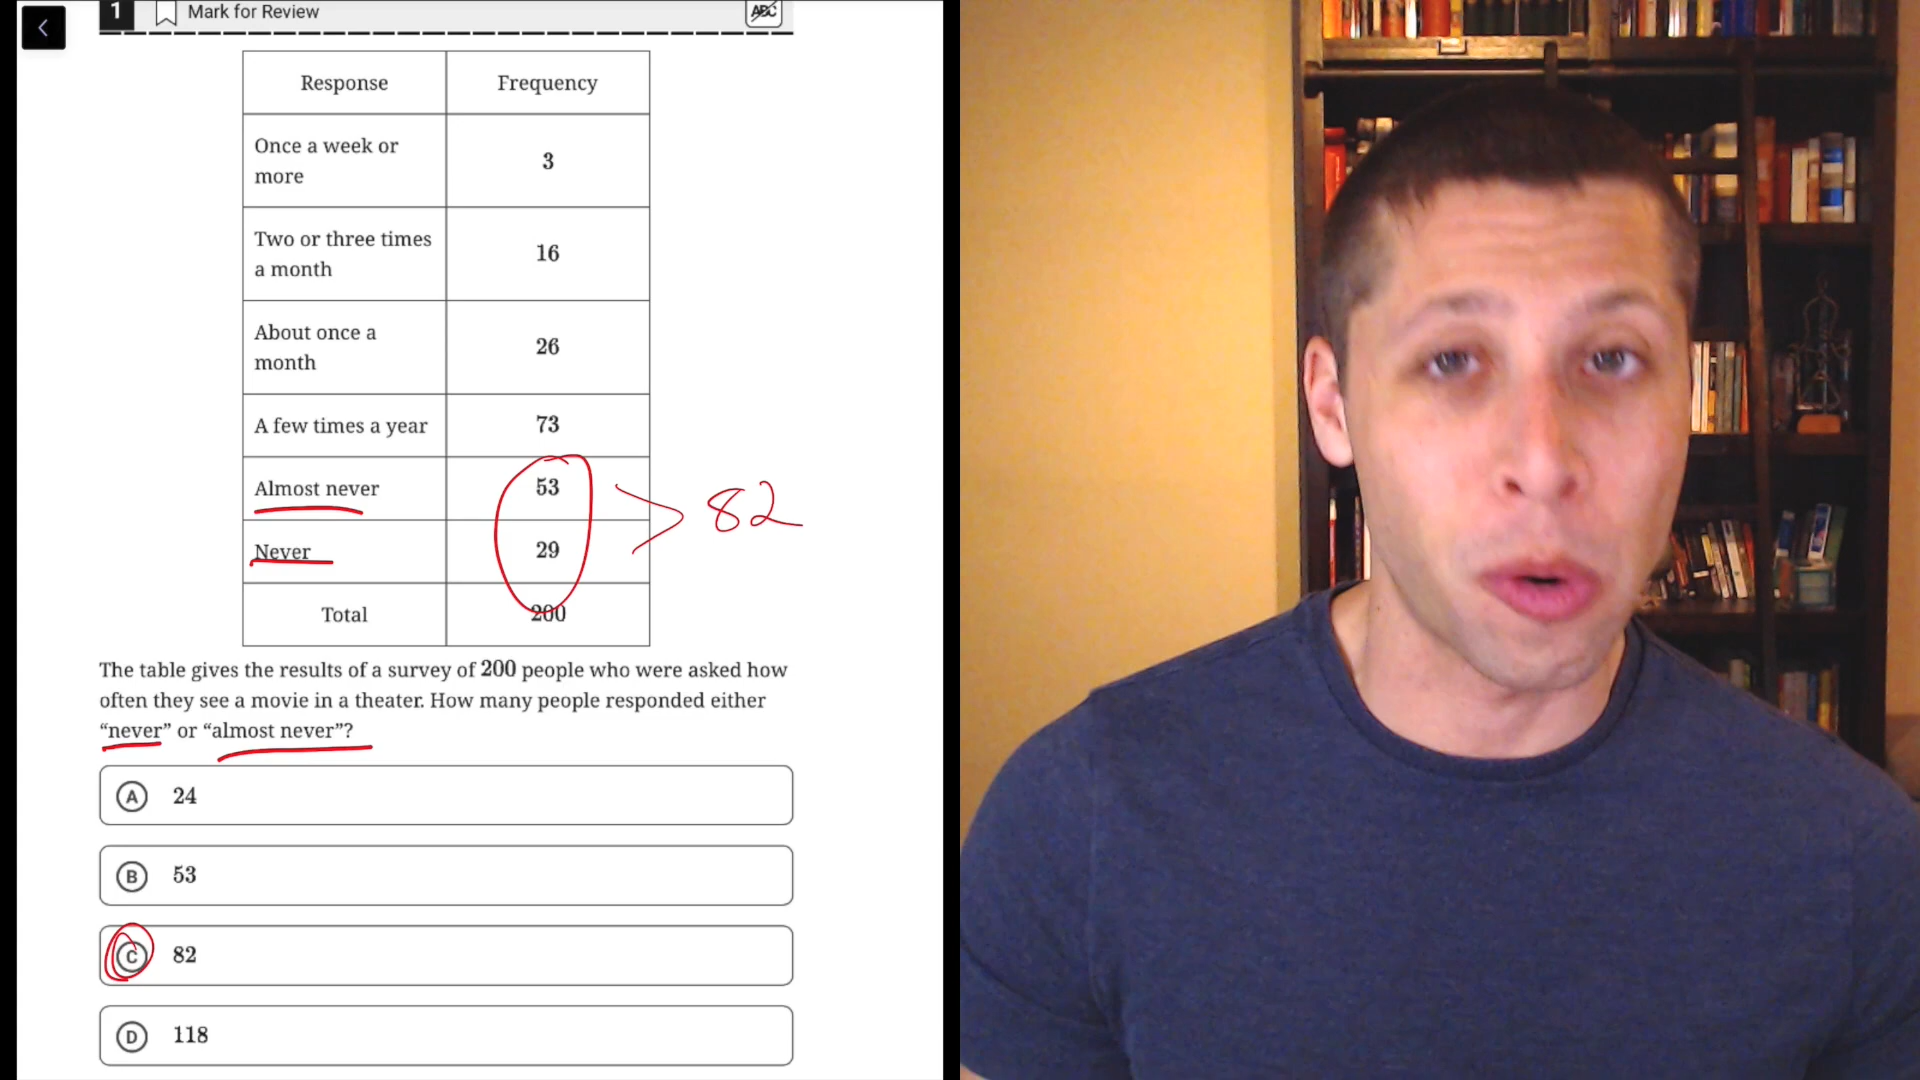 1 Mark for Review ABC
Response Frequency
Once a week or
more
3
Two or three times
a month
16
About once a
month
26
A few times a year 73
Almost never 53
82
Never 29
Total 200
The table gives the results of a survey of 200 people who were asked how
often they see a movie in a theater. How many people responded either
“never” or “almost never”?
A 24
B 53
C 82
D 118